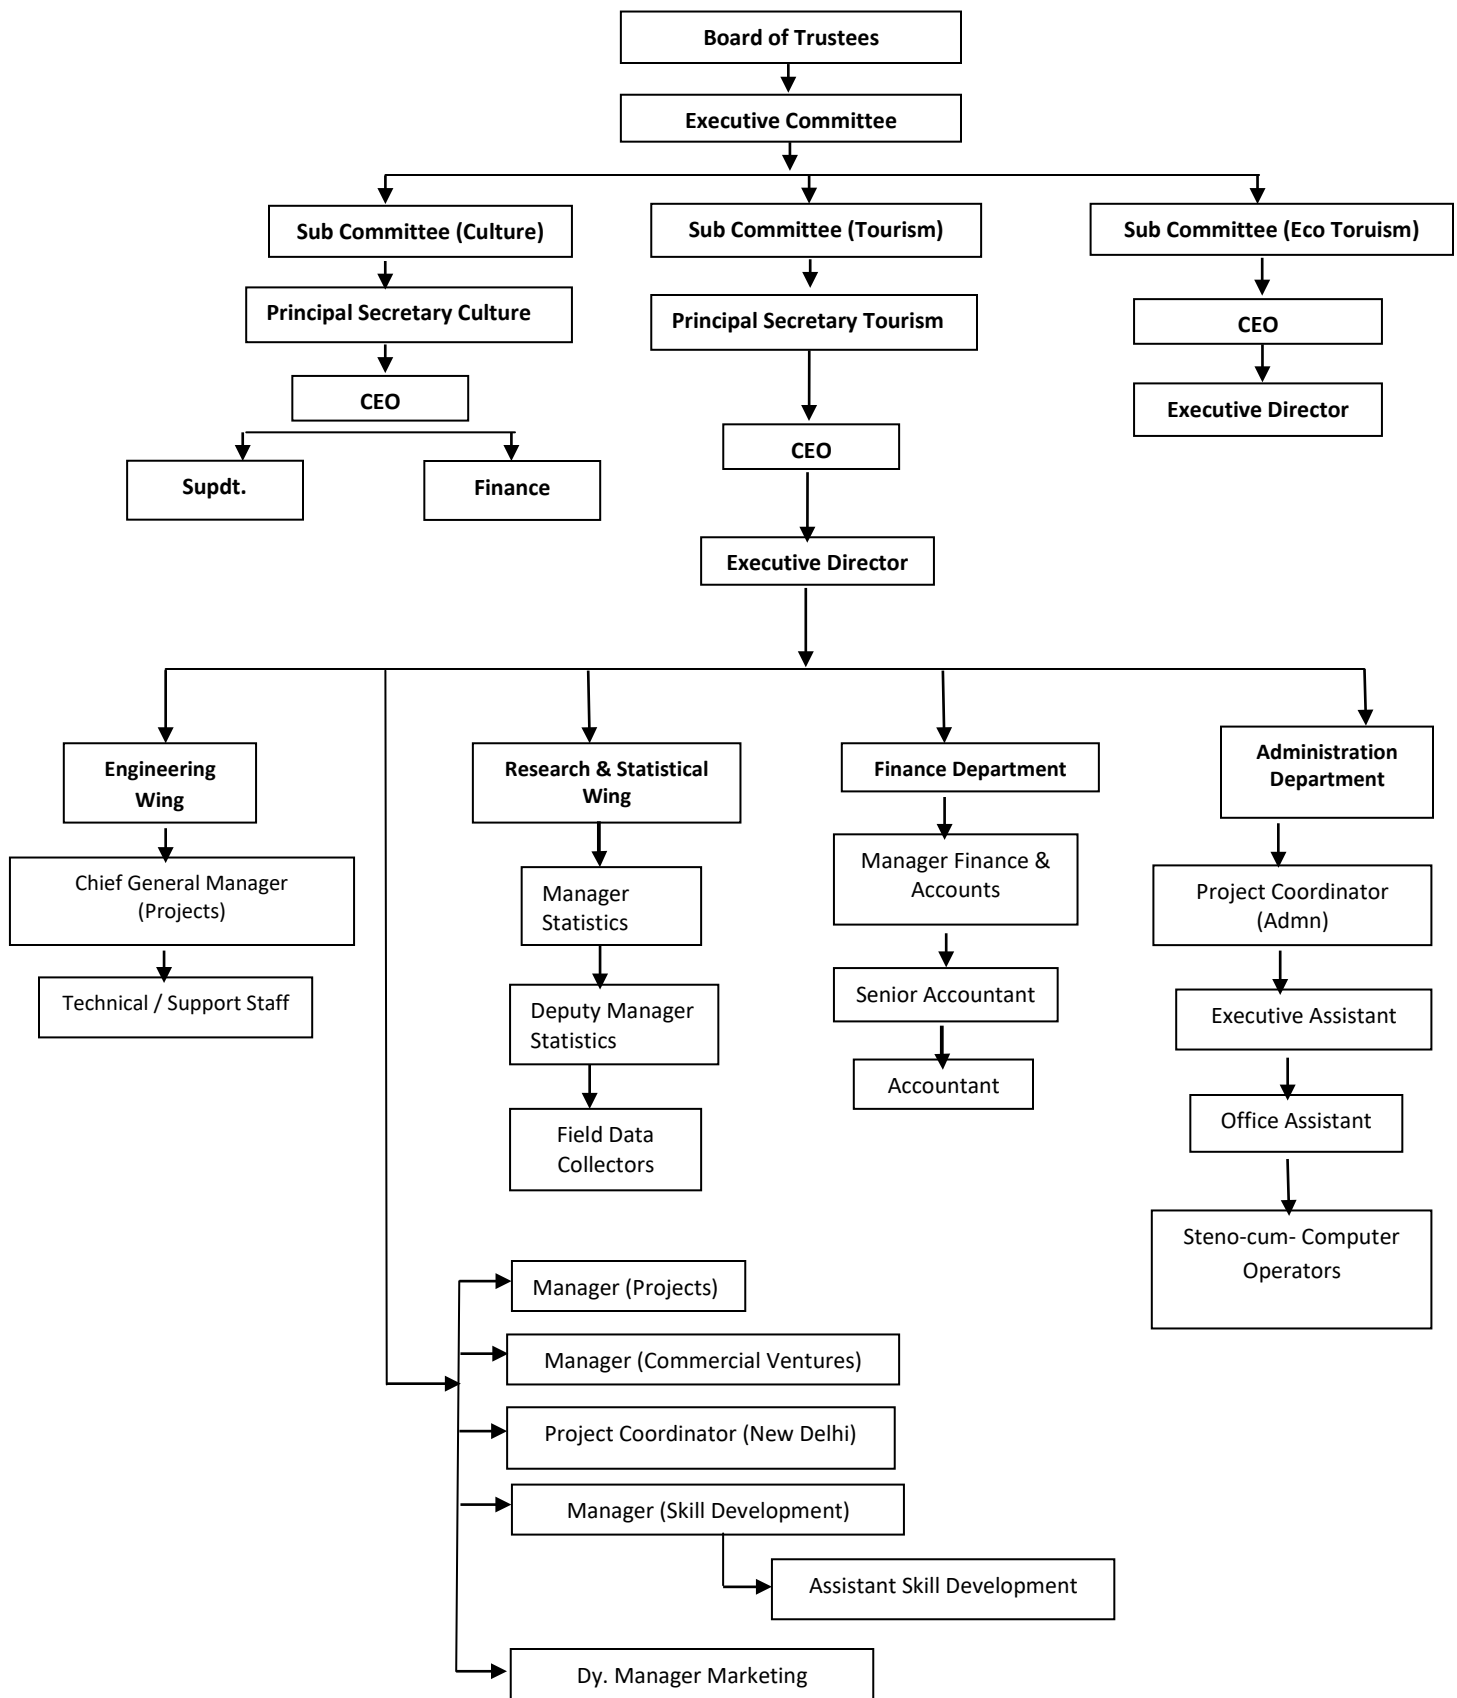 Board of Trustees
Executive Committee
Sub Committee (Culture)
Sub Committee (Tourism)
Sub Committee (Eco Toruism)
Principal Secretary Culture
Principal Secretary Tourism
CEO
Executive Director
CEO
CEO
Supdt.
Finance
Executive Director
Engineering
Wing
Research & Statistical
Wing
Finance Department
Administration
Department
Chief General Manager
(Projects)
Technical / Support Staff
Manager
Statistics
Deputy Manager
Statistics
Field Data
Collectors
Manager Finance &
Accounts
Senior Accountant
Accountant
Project Coordinator
(Admn)
Executive Assistant
Office Assistant
Steno-cum- Computer
Operators
Manager (Projects)
Manager (Commercial Ventures)
Project Coordinator (New Delhi)
Manager (Skill Development)
Assistant Skill Development
Dy. Manager Marketing